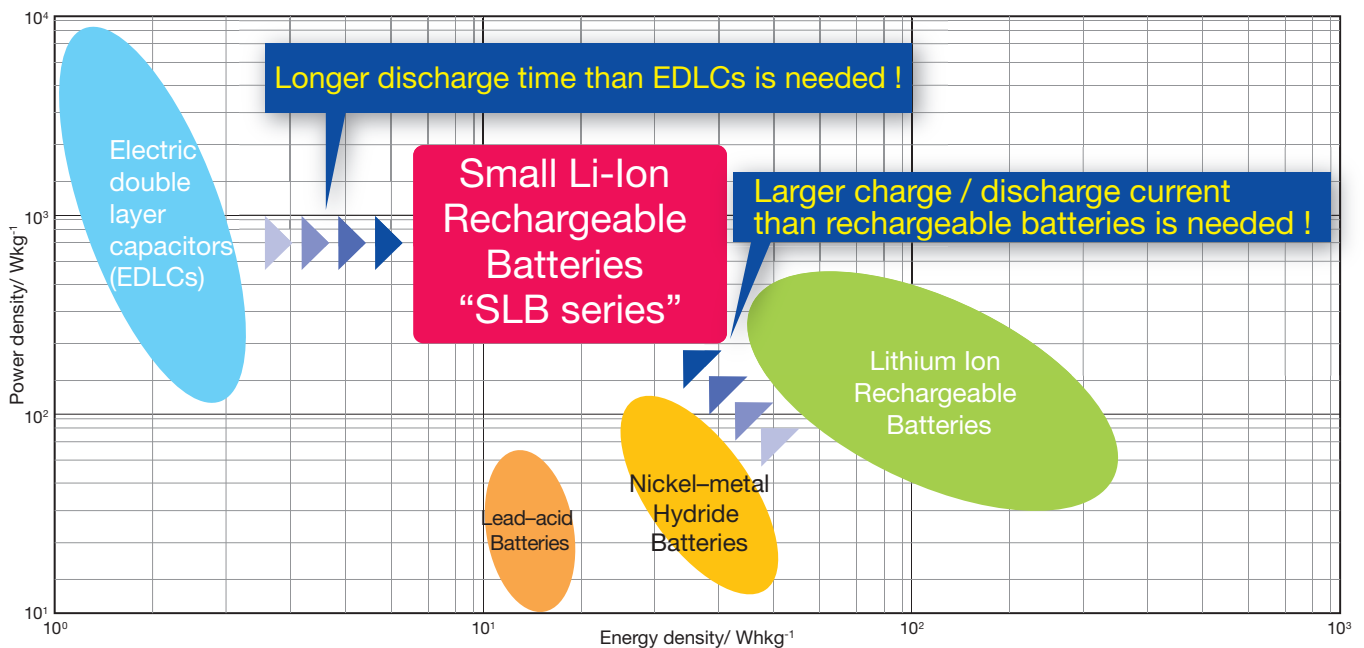 10⁴
Longer discharge time than EDLCs is needed !
Electric
double
layer
capacitors
(EDLCs)
Small Li-Ion
Rechargeable
Batteries
“SLB series”
Larger charge / discharge current
than rechargeable batteries is needed !
10³
Power density/ Wkg⁻¹
Lithium Ion
Rechargeable
Batteries
10²
Nickel–metal
Hydride
Batteries
Lead–acid
Batteries
10¹
10⁰
10¹
10²
10³
Energy density/ Whkg⁻¹